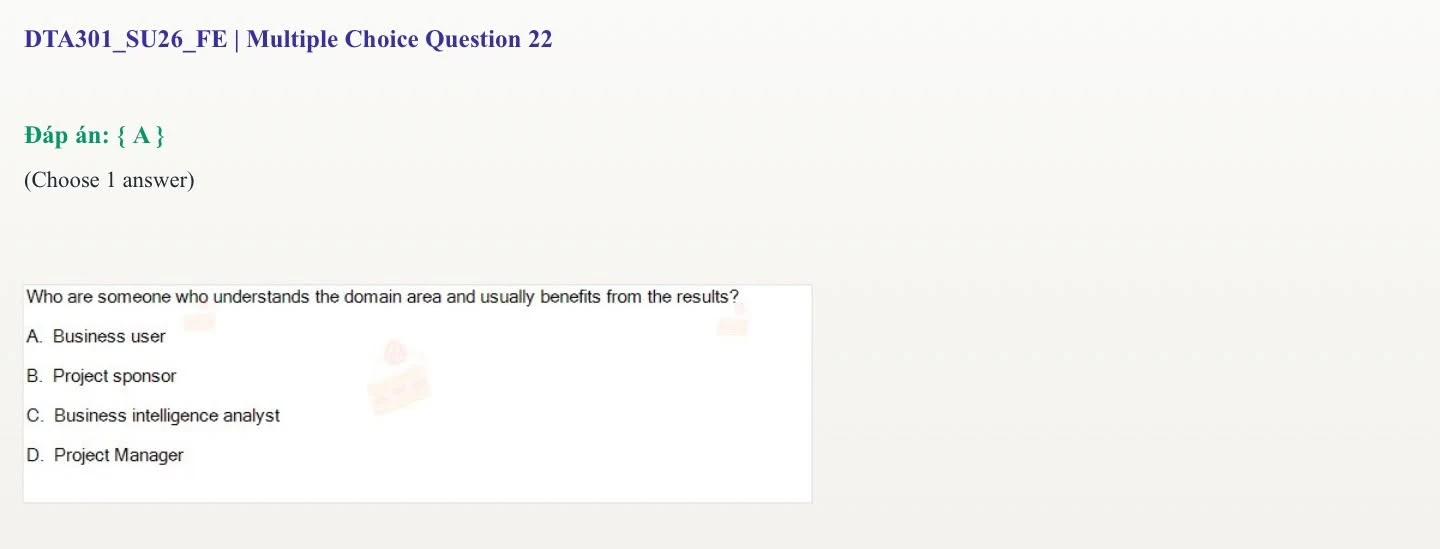 DTA301_SU26_FE | Multiple Choice Question 22
Đáp án: { A }
(Choose 1 answer)
Who are someone who understands the domain area and usually benefits from the results?
A. Business user
B. Project sponsor
C. Business intelligence analyst
D. Project Manager